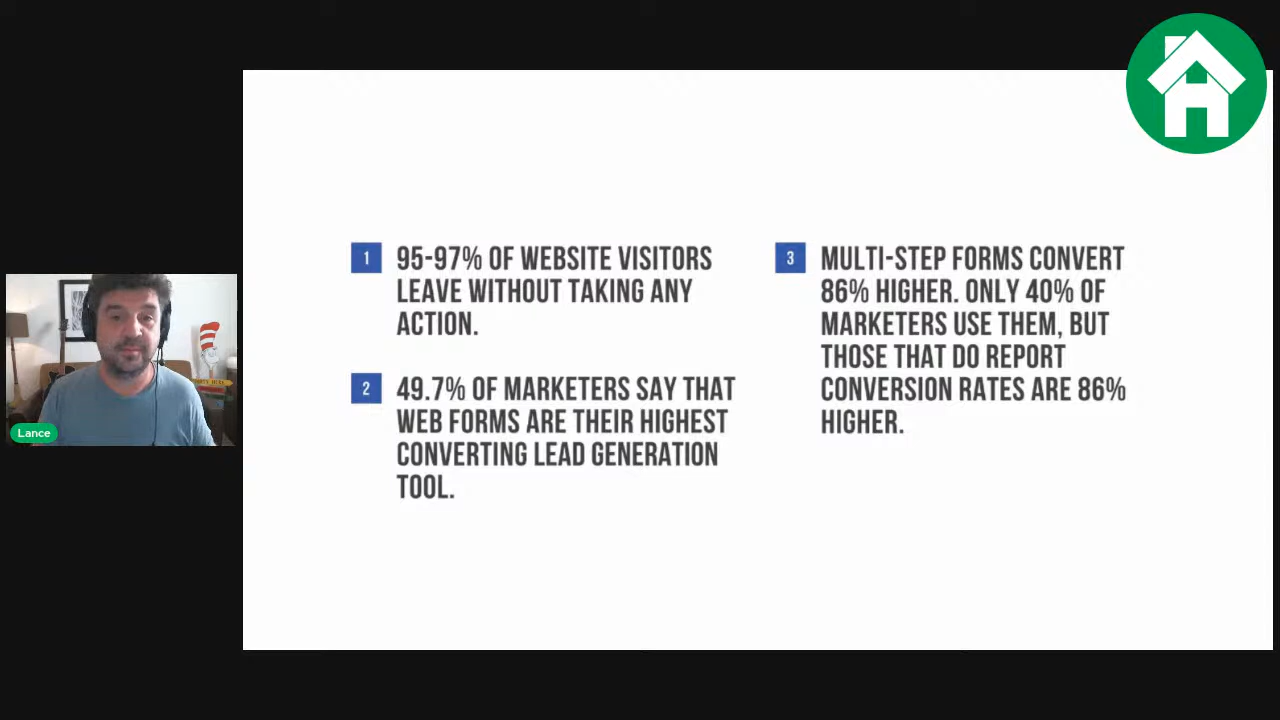 1
95-97% OF WEBSITE VISITORS
LEAVE WITHOUT TAKING ANY
ACTION.
2
49.7% OF MARKETERS SAY THAT
WEB FORMS ARE THEIR HIGHEST
CONVERTING LEAD GENERATION
TOOL.
3
MULTI-STEP FORMS CONVERT
86% HIGHER. ONLY 40% OF
MARKETERS USE THEM, BUT
THOSE THAT DO REPORT
CONVERSION RATES ARE 86%
HIGHER.
Lance